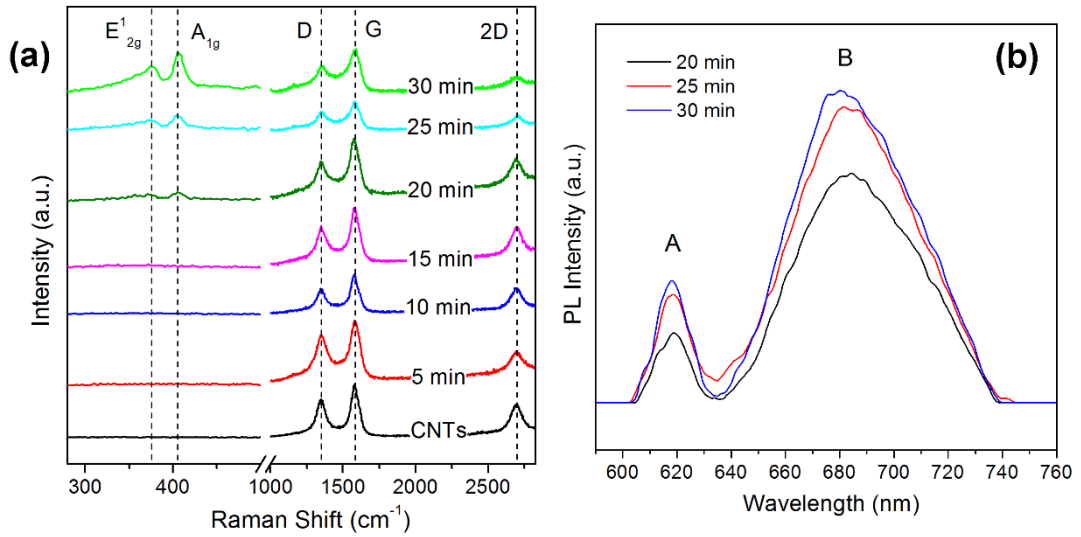 (a)
E¹₂g A₁g D G 2D
30 min
25 min
20 min
15 min
10 min
5 min
CNTs
300 400 1000 1500 2000 2500
Raman Shift (cm⁻¹)
Intensity (a.u.)
(b)
20 min
25 min
30 min
A
B
600 620 640 660 680 700 720 740 760
Wavelength (nm)
PL Intensity (a.u.)